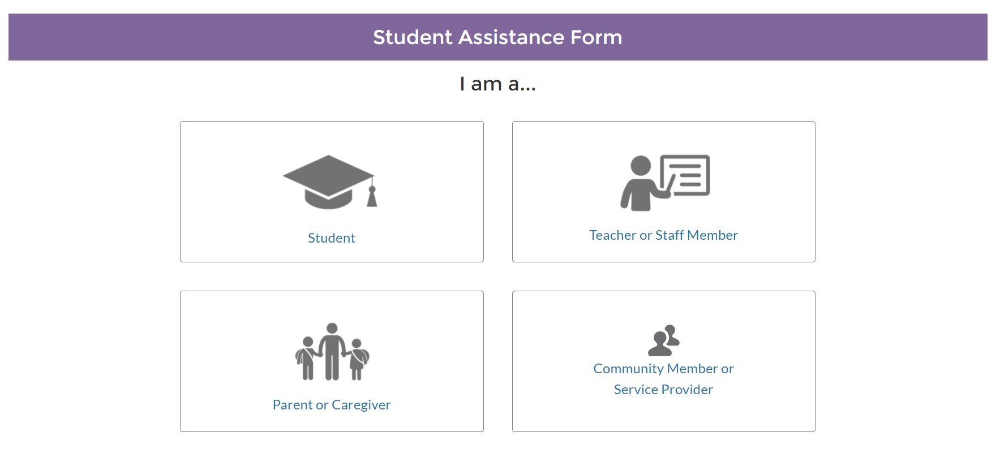 Student Assistance Form
I am a...
Student
Teacher or Staff Member
Parent or Caregiver
Community Member or
Service Provider